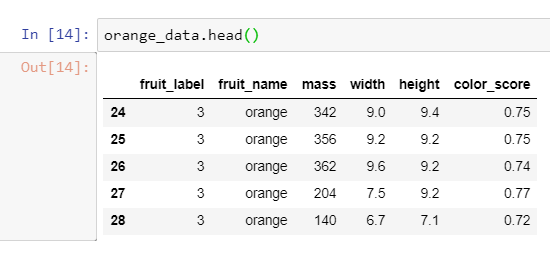 In [14]: orange_data.head()
Out[14]:
fruit_label fruit_name mass width height color_score
24 3 orange 342 9.0 9.4 0.75
25 3 orange 356 9.2 9.2 0.75
26 3 orange 362 9.6 9.2 0.74
27 3 orange 204 7.5 9.2 0.77
28 3 orange 140 6.7 7.1 0.72